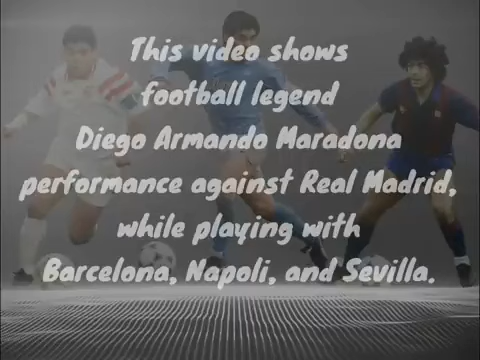 This video shows
football legend
Diego Armando Maradona
performance against Real Madrid,
while playing with
Barcelona, Napoli, and Sevilla.